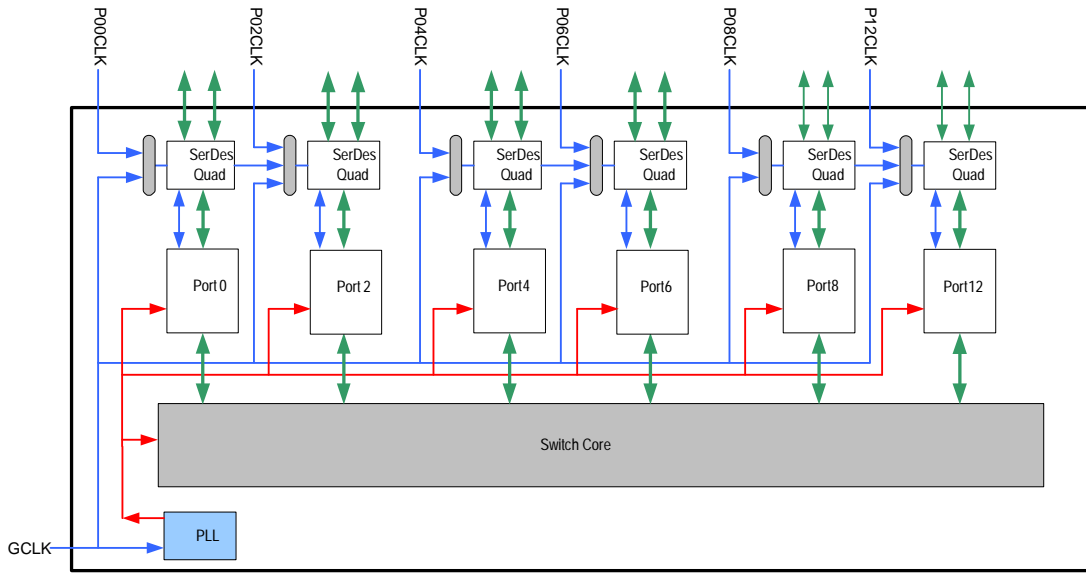 P00CLK
P02CLK
P04CLK
P06CLK
P08CLK
P12CLK
SerDes
Quad
SerDes
Quad
SerDes
Quad
SerDes
Quad
SerDes
Quad
SerDes
Quad
Port 0
Port 2
Port4
Port6
Port8
Port12
Switch Core
PLL
GCLK